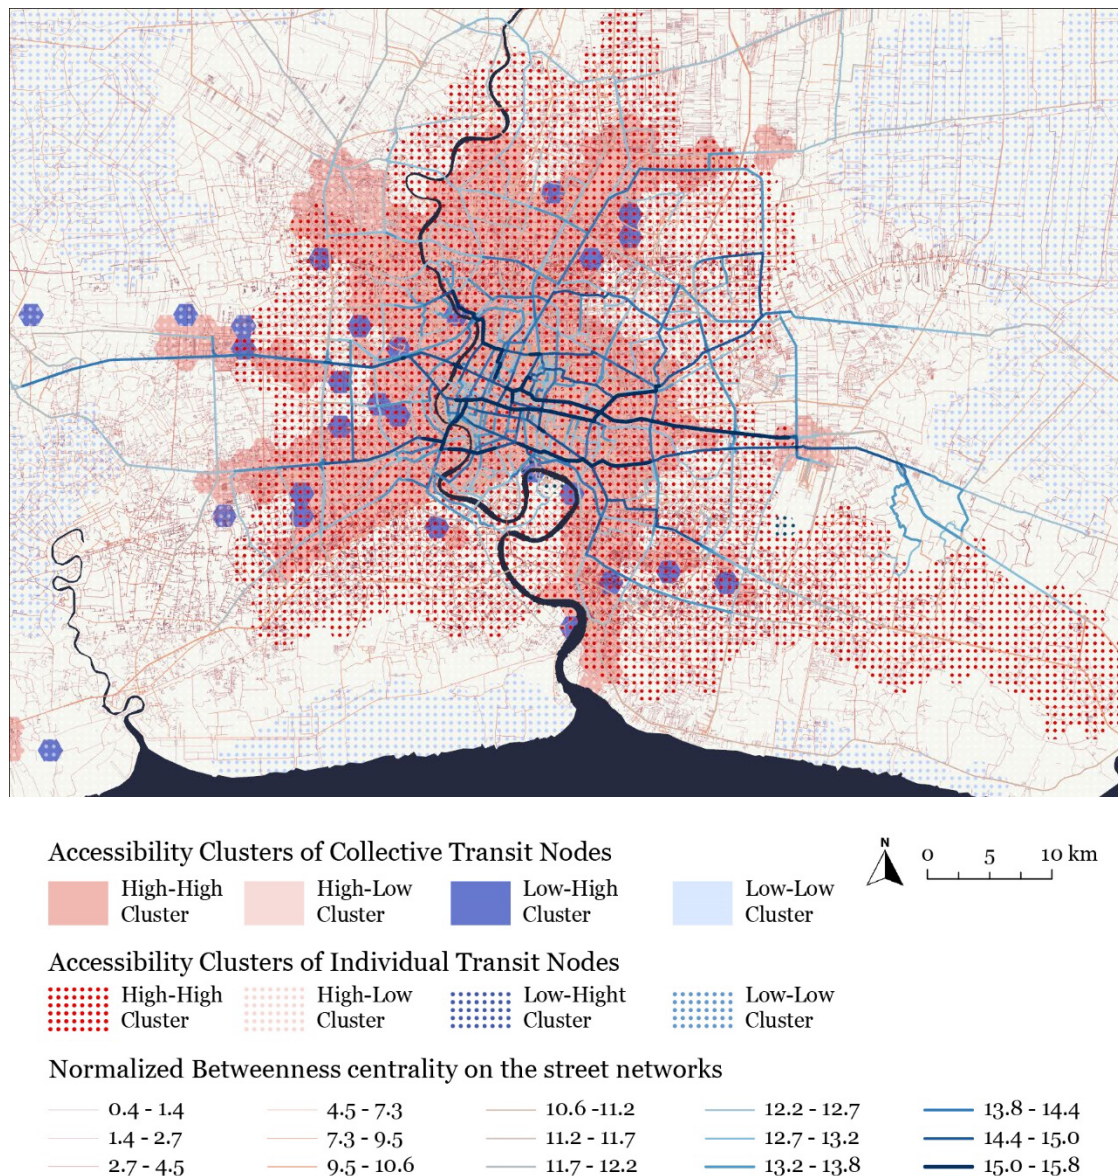 Accessibility Clusters of Collective Transit Nodes
N
0 5 10 km
High-High
Cluster
High-Low
Cluster
Low-High
Cluster
Low-Low
Cluster
Accessibility Clusters of Individual Transit Nodes
High-High
Cluster
High-Low
Cluster
Low-Hight
Cluster
Low-Low
Cluster
Normalized Betweenness centrality on the street networks
0.4 - 1.4
4.5 - 7.3
10.6 -11.2
12.2 - 12.7
13.8 - 14.4
1.4 - 2.7
7.3 - 9.5
11.2 - 11.7
12.7 - 13.2
14.4 - 15.0
2.7 - 4.5
9.5 - 10.6
11.7 - 12.2
13.2 - 13.8
15.0 - 15.8